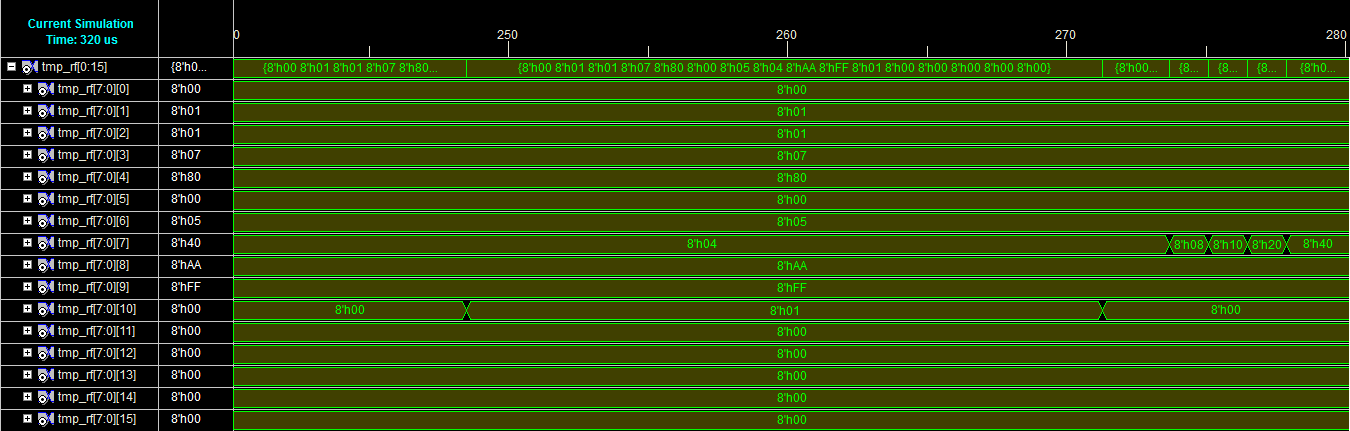 Current Simulation
Time: 320 us
0 250 260 270 280
tmp_rf[0:15] {8'h0... {8'h00 8'h01 8'h01 8'h07 8'h80... {8'h00 8'h01 8'h01 8'h07 8'h80 8'h00 8'h05 8'h04 8'hAA 8'hFF 8'h01 8'h00 8'h00 8'h00 8'h00 8'h00} {8'h00... {8... {8... {8... {8'h0...
tmp_rf[7:0][0] 8'h00 8'h00
tmp_rf[7:0][1] 8'h01 8'h01
tmp_rf[7:0][2] 8'h01 8'h01
tmp_rf[7:0][3] 8'h07 8'h07
tmp_rf[7:0][4] 8'h80 8'h80
tmp_rf[7:0][5] 8'h00 8'h00
tmp_rf[7:0][6] 8'h05 8'h05
tmp_rf[7:0][7] 8'h40 8'h04 8'h08 8'h10 8'h20 8'h40
tmp_rf[7:0][8] 8'hAA 8'hAA
tmp_rf[7:0][9] 8'hFF 8'hFF
tmp_rf[7:0][10] 8'h00 8'h00 8'h01 8'h00
tmp_rf[7:0][11] 8'h00 8'h00
tmp_rf[7:0][12] 8'h00 8'h00
tmp_rf[7:0][13] 8'h00 8'h00
tmp_rf[7:0][14] 8'h00 8'h00
tmp_rf[7:0][15] 8'h00 8'h00